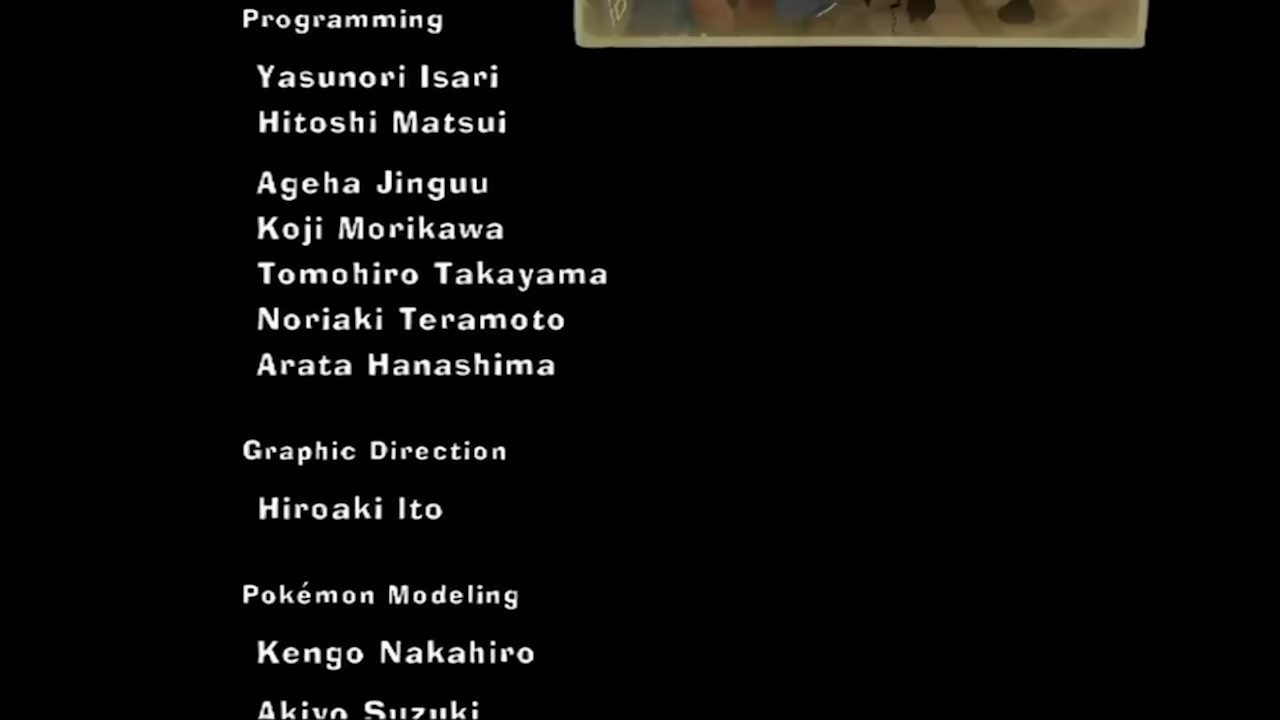 Programming
Yasunori Isari
Hitoshi Matsui
Ageha Jinguu
Koji Morikawa
Tomohiro Takayama
Noriaki Teramoto
Arata Hanashima
Graphic Direction
Hiroaki Ito
Pokémon Modeling
Kengo Nakahiro
Akiyo Suzuki